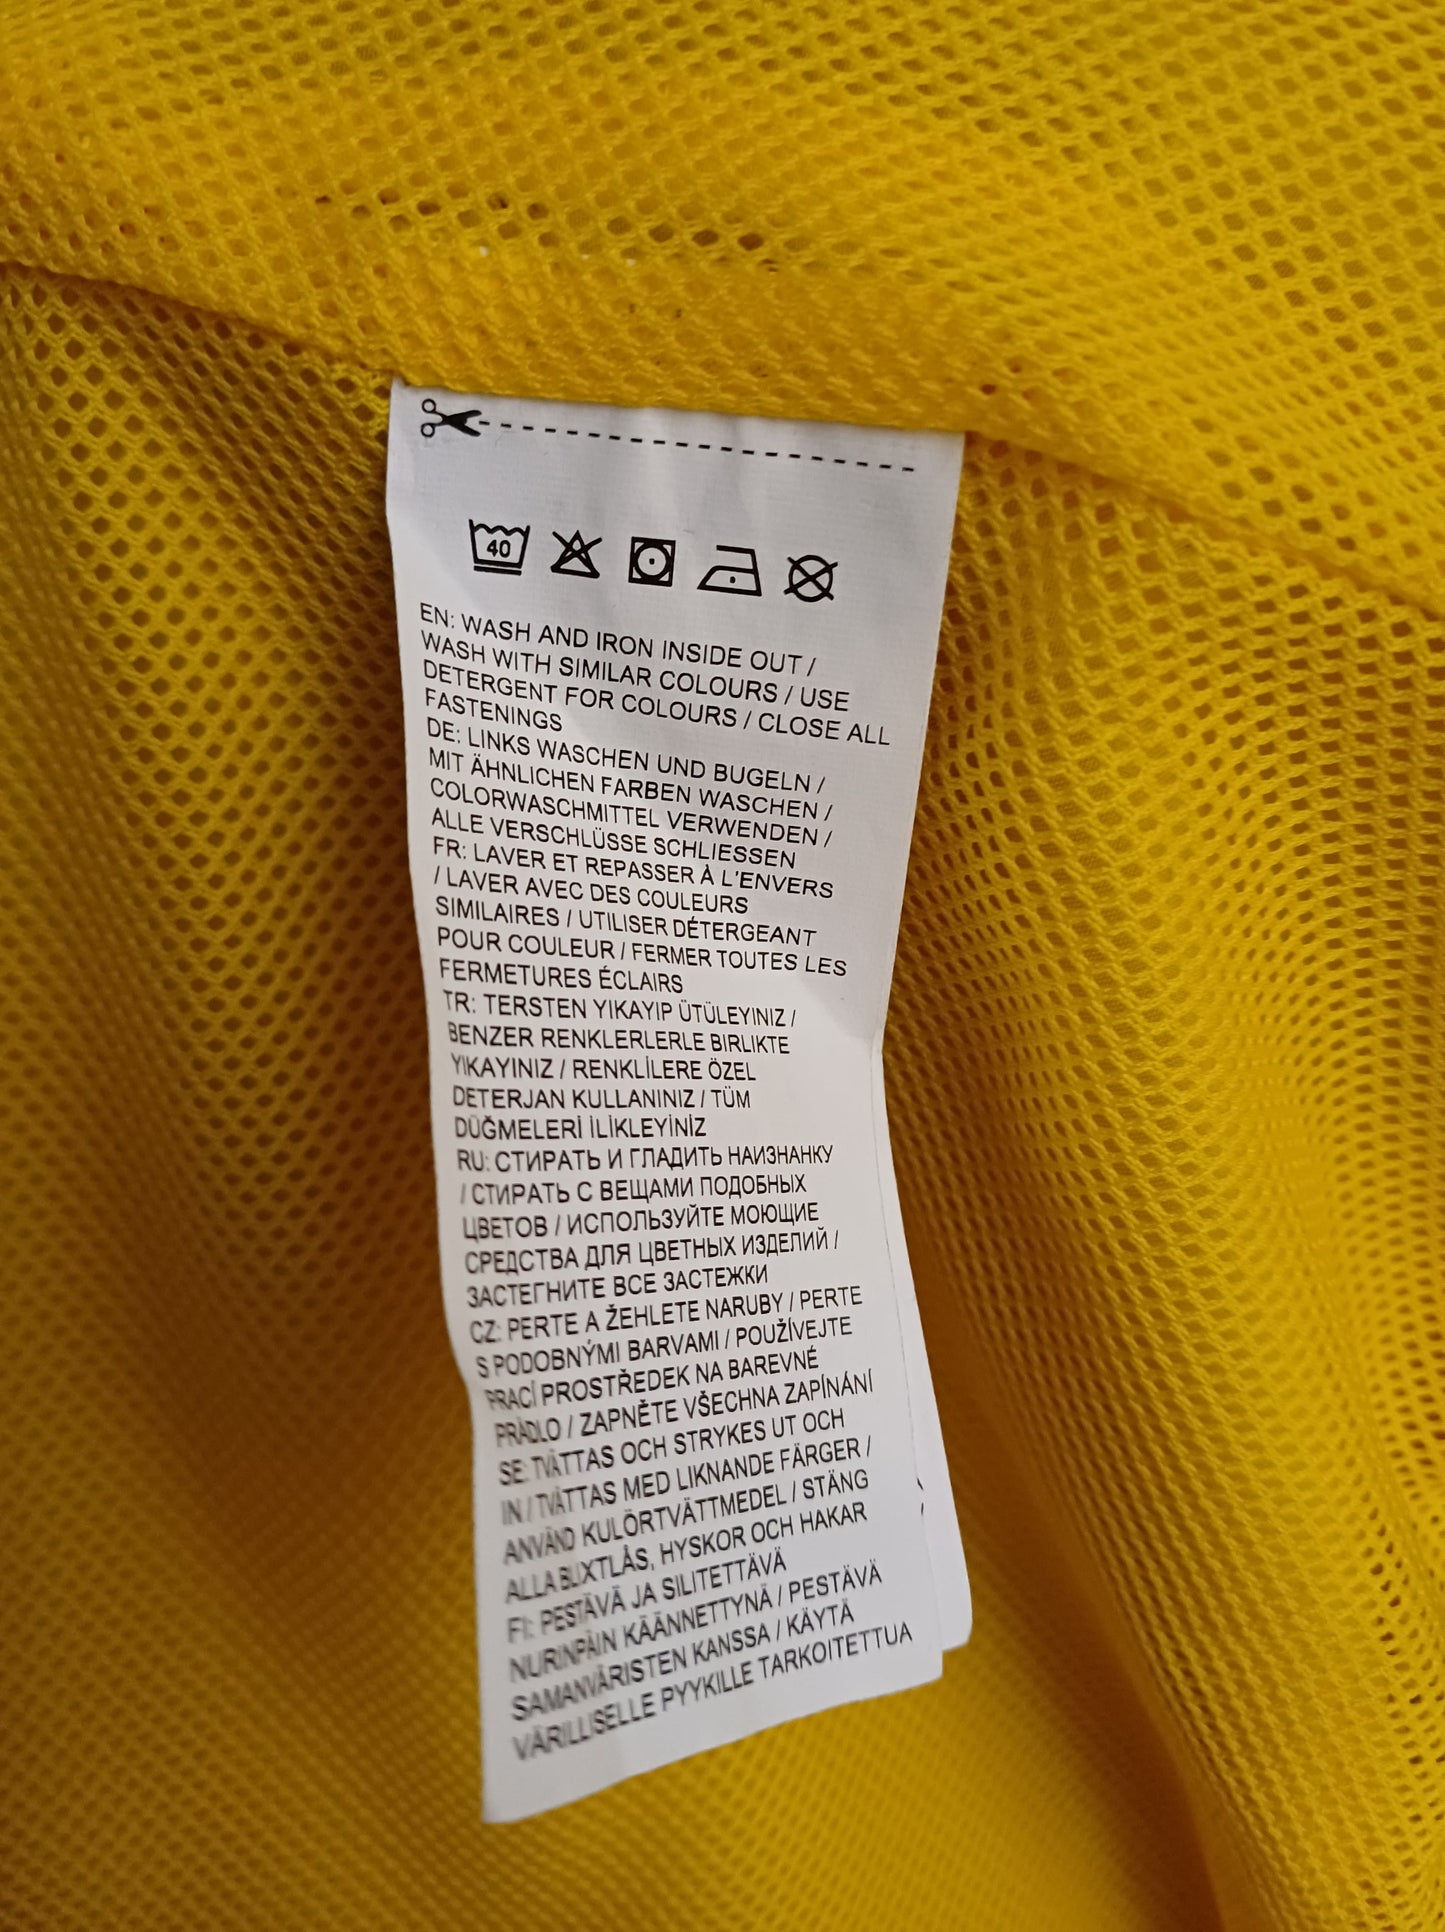 40
EN: WASH AND IRON INSIDE OUT /
WASH WITH SIMILAR COLOURS / USE
DETERGENT FOR COLOURS / CLOSE ALL
FASTENINGS
DE: LINKS WASCHEN UND BUGELN /
MIT ÄHNLICHEN FARBEN WASCHEN /
COLORWASCHMITTEL VERWENDEN /
ALLE VERSCHLÜSSE SCHLIESSEN
FR: LAVER ET REPASSER À L'ENVERS
/ LAVER AVEC DES COULEURS
SIMILAIRES / UTILISER DÉTERGEANT
POUR COULEUR / FERMER TOUTES LES
FERMETURES ÉCLAIRS
TR: TERSTEN YIKAYIP ÜTÜLEYINIZ /
BENZER RENKLERLERLE BIRLIKTE
YIKAYINIZ / RENKLİLERE ÖZEL
DETERJAN KULLANINIZ / TÜM
DÜĞMELERİ İLİKLEYİNİZ
RU: СТИРАТЬ И ГЛАДИТЬ НАИЗНАНКУ
/ СТИРАТЬ С ВЕЩАМИ ПОДОБНЫХ
ЦВЕТОВ / ИСПОЛЬЗУЙТЕ МОЮЩИЕ
СРЕДСТВА ДЛЯ ЦВЕТНЫХ ИЗДЕЛИЙ /
ЗАСТЕГНИТЕ ВСЕ ЗАСТЕЖКИ
CZ: PERTE A ŽEHLETE NARUBY / PERTE
S PODOBNÝMI BARVAMI / POUŽÍVEJTE
PRACÍ PROSTŘEDEK NA BAREVNÉ
PRÁDLO / ZAPNĚTE VŠECHNA ZAPÍNÁNÍ
SE: TVÄTTAS OCH STRYKES UT OCH
IN / TVÄTTAS MED LIKNANDE FÄRGER /
ANVÄND KULÖRTVÄTTMEDEL / STÄNG
ALLA BLIXTLÅS, HYSKOR OCH HAKAR
FI: PESTÄVÄ JA SILITETTÄVÄ
NURINPÄIN KÄÄNNETTYNÄ / PESTÄVÄ
SAMANVÄRISTEN KANSSA / KÄYTÄ
VÄRILLISELLE PYYKILLE TARKOITETTUA